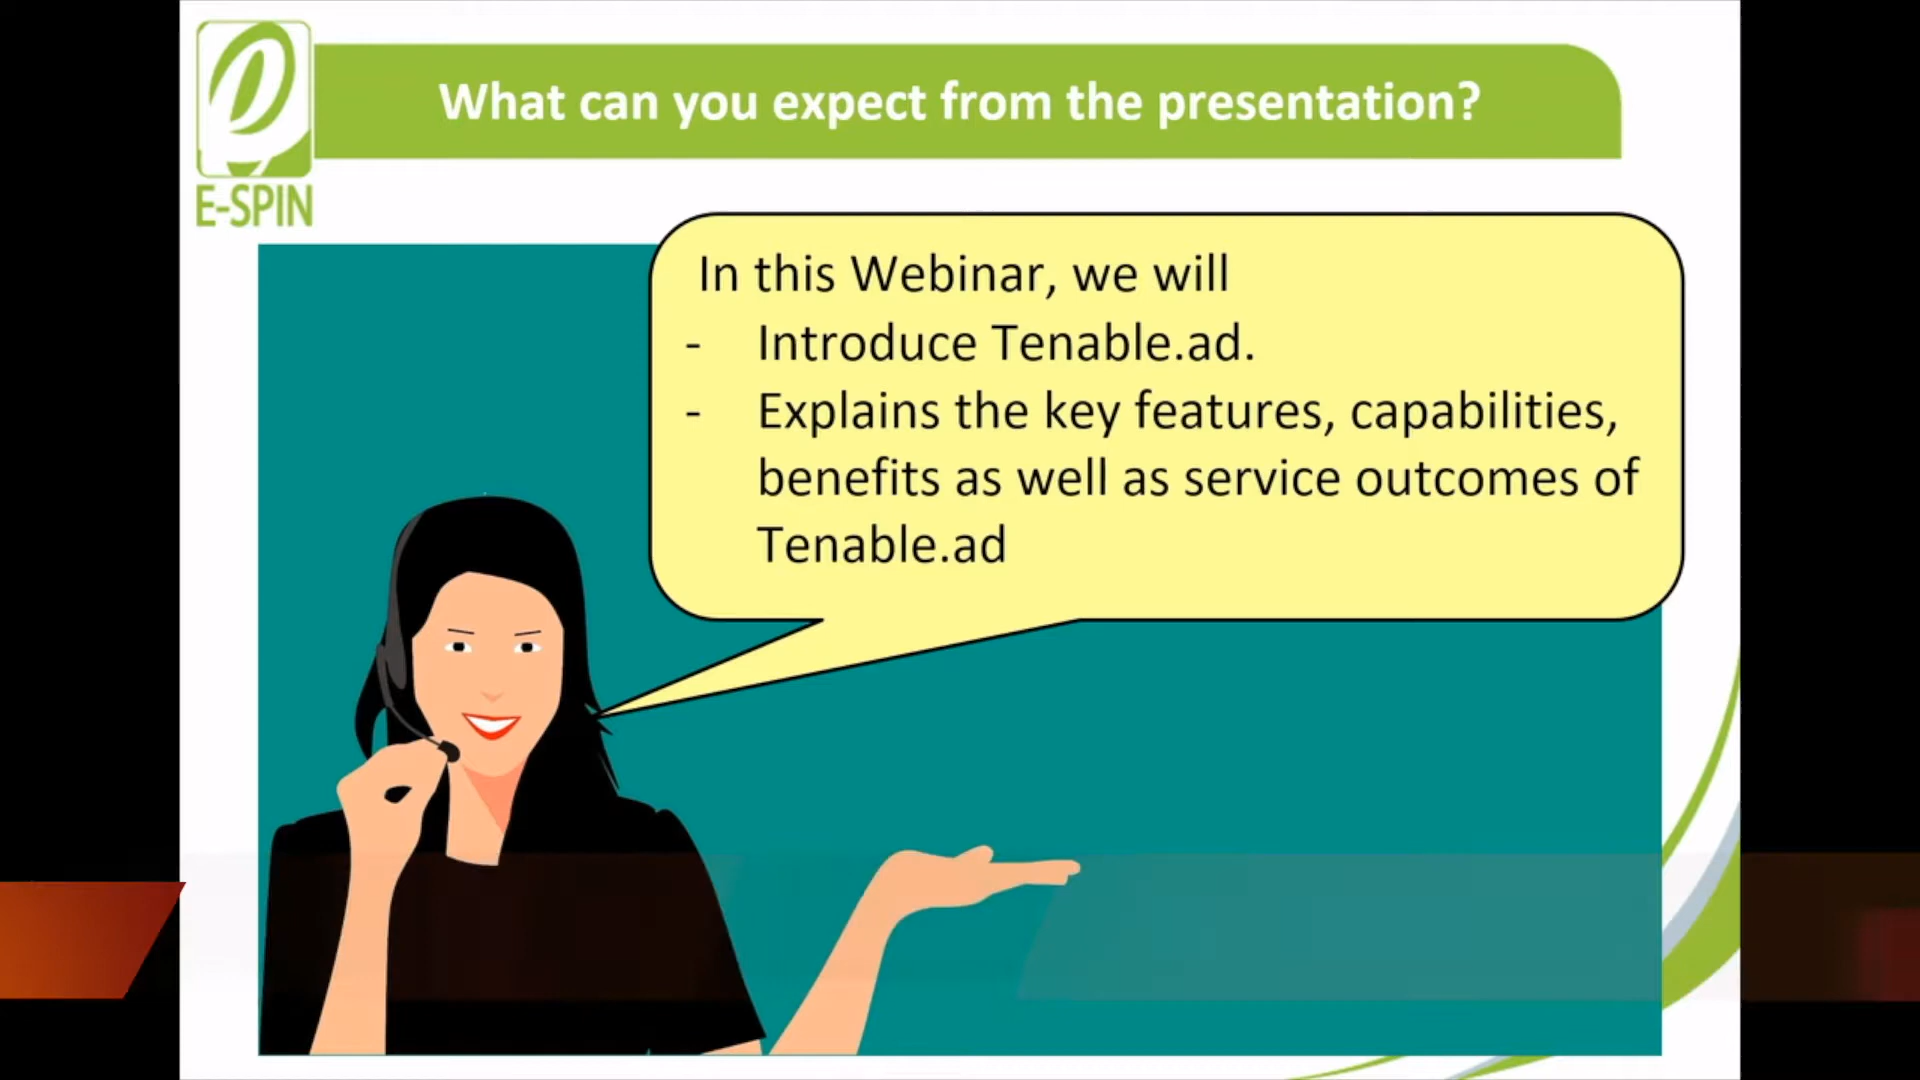 What can you expect from the presentation?
E-SPIN
In this Webinar, we will
- Introduce Tenable.ad.
- Explains the key features, capabilities,
benefits as well as service outcomes of
Tenable.ad